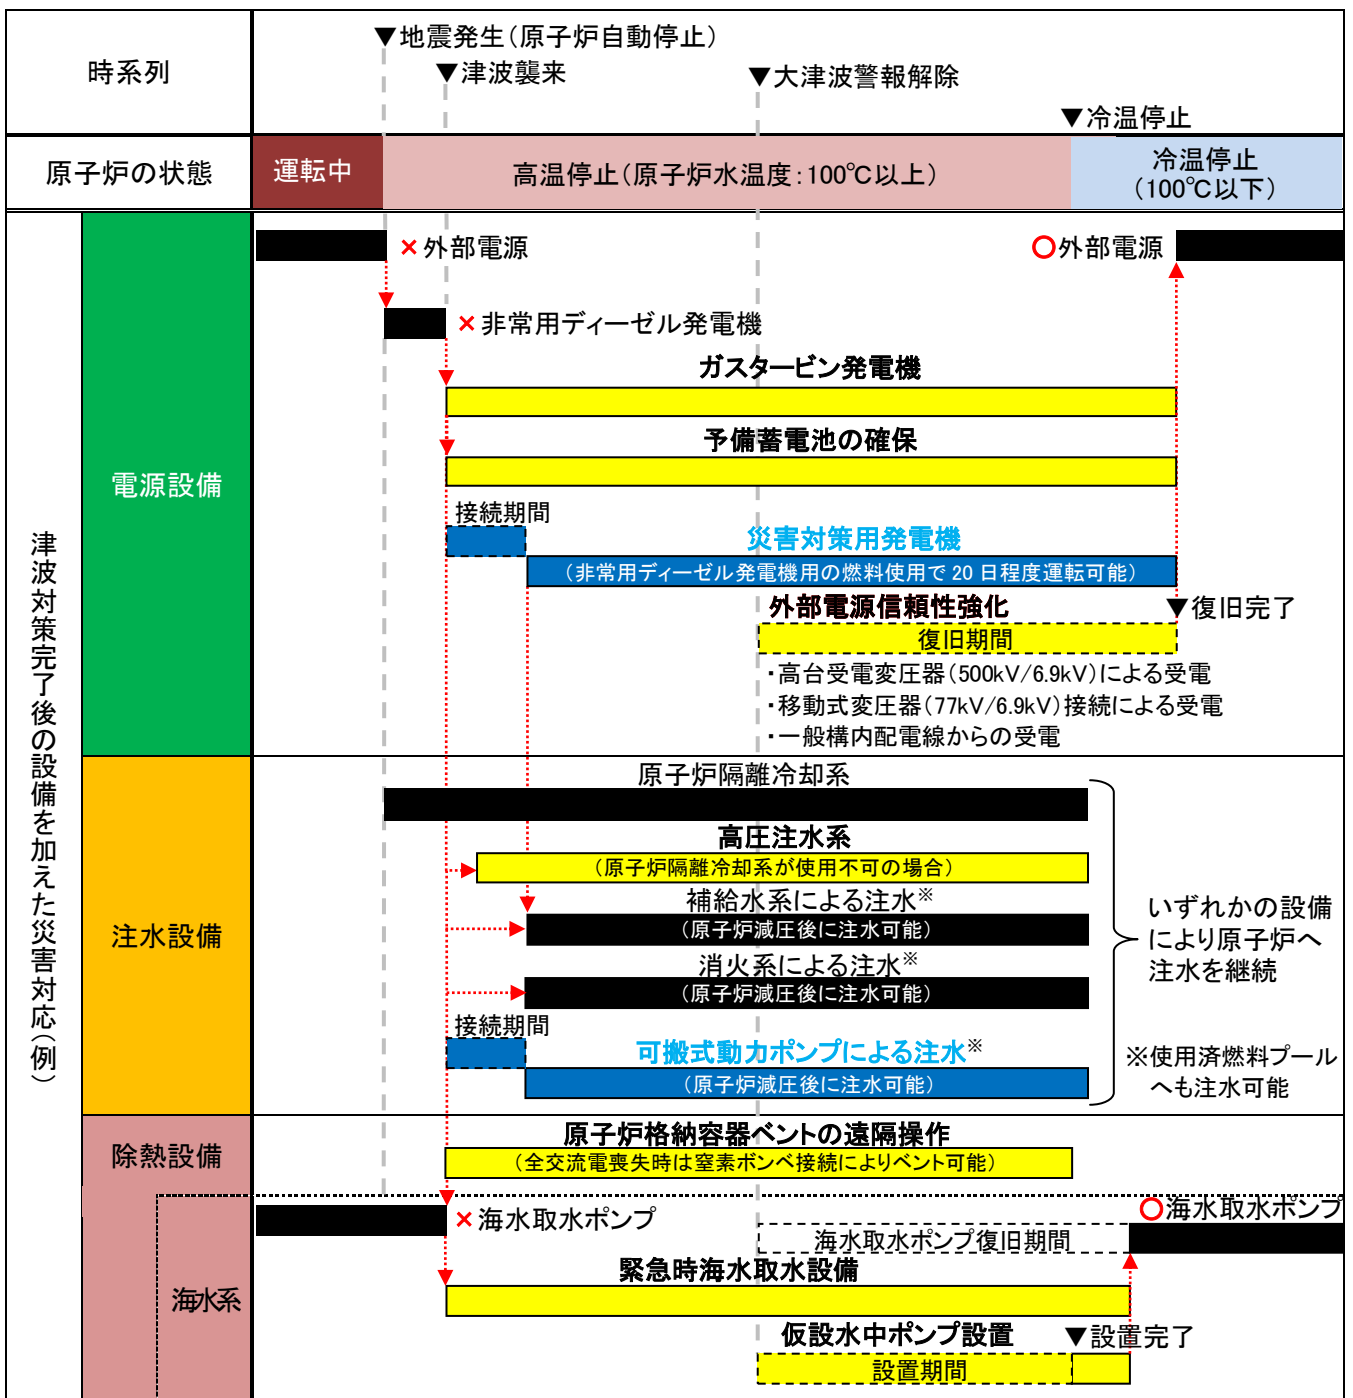 時系列
▼地震発生(原子炉自動停止)
▼津波襲来
▼大津波警報解除
▼冷温停止
原子炉の状態
運転中
高温停止(原子炉水温度:100℃以上)
冷温停止
(100℃以下)
津波対策完了後の設備を加えた災害対応(例)
電源設備
×外部電源
○外部電源
×非常用ディーゼル発電機
ガスタービン発電機
予備蓄電池の確保
接続期間
災害対策用発電機
(非常用ディーゼル発電機用の燃料使用で20日程度運転可能)
外部電源信頼性強化
▼復旧完了
復旧期間
・高台受電変圧器(500kV/6.9kV)による受電
・移動式変圧器(77kV/6.9kV)接続による受電
・一般構内配電線からの受電
注水設備
原子炉隔離冷却系
高圧注水系
(原子炉隔離冷却系が使用不可の場合)
補給水系による注水※
(原子炉減圧後に注水可能)
消火系による注水※
(原子炉減圧後に注水可能)
接続期間
可搬式動力ポンプによる注水※
(原子炉減圧後に注水可能)
いずれかの設備
により原子炉へ
注水を継続
※使用済燃料プール
へも注水可能
除熱設備
原子炉格納容器ベントの遠隔操作
(全交流電喪失時は窒素ボンベ接続によりベント可能)
海水系
×海水取水ポンプ
○海水取水ポンプ
海水取水ポンプ復旧期間
緊急時海水取水設備
仮設水中ポンプ設置
▼設置完了
設置期間